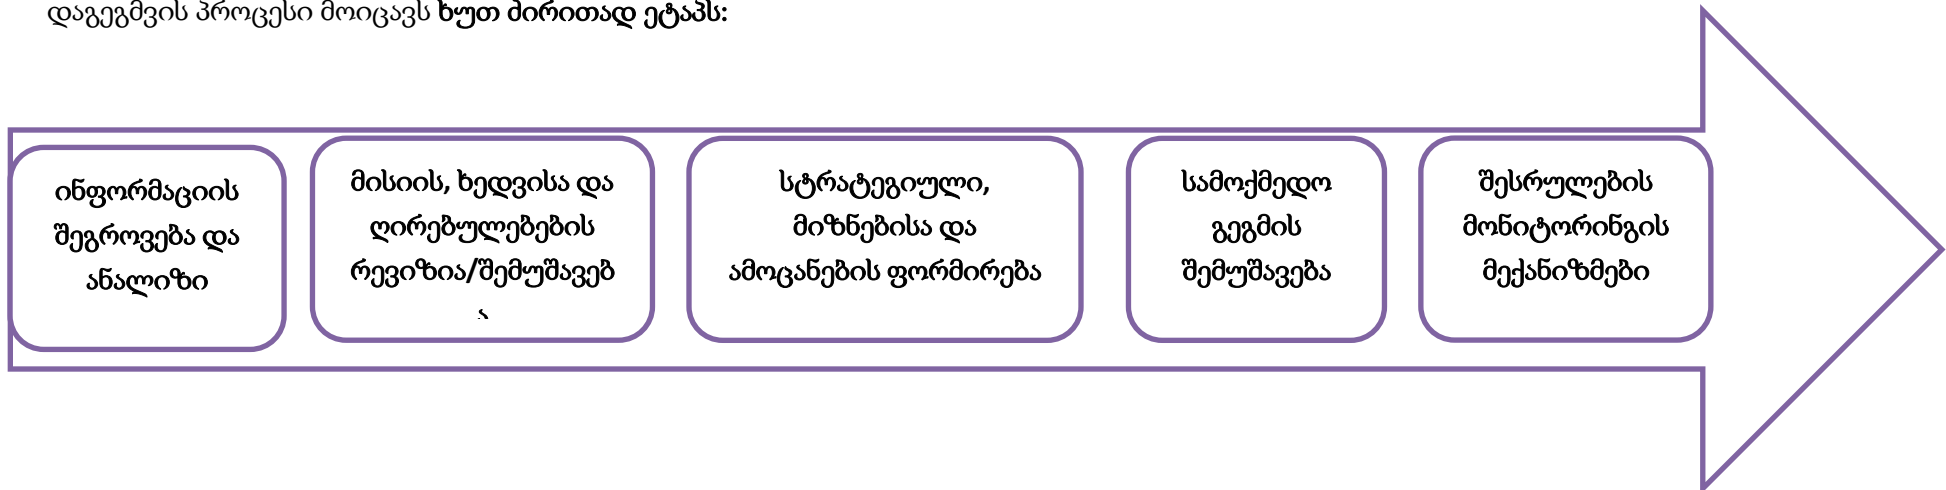 დაგეგმვის პროცესი მოიცავს ხუთ ძირითად ეტაპს:
ინფორმაციის
შეგროვება და
ანალიზი
მისიის, ხედვისა და
ღირებულებების
რევიზია/შემუშავებ
ა
სტრატეგიული,
მიზნებისა და
ამოცანების ფორმირება
სამოქმედო
გეგმის
შემუშავება
შესრულების
მონიტორინგის
მექანიზმები